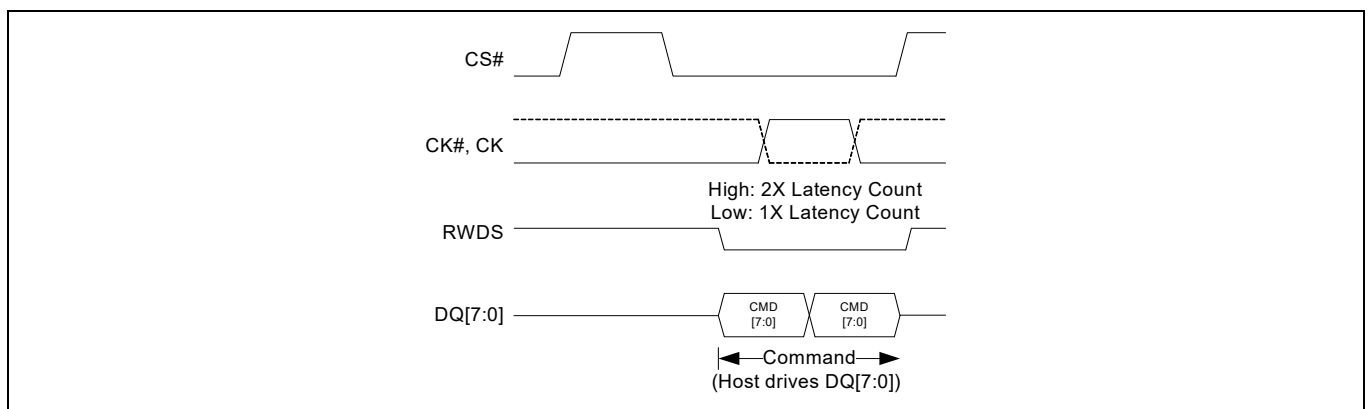 CS#
CK#, CK
High: 2X Latency Count
Low: 1X Latency Count
RWDS
DQ[7:0]
CMD
[7:0]
CMD
[7:0]
Command
(Host drives DQ[7:0])